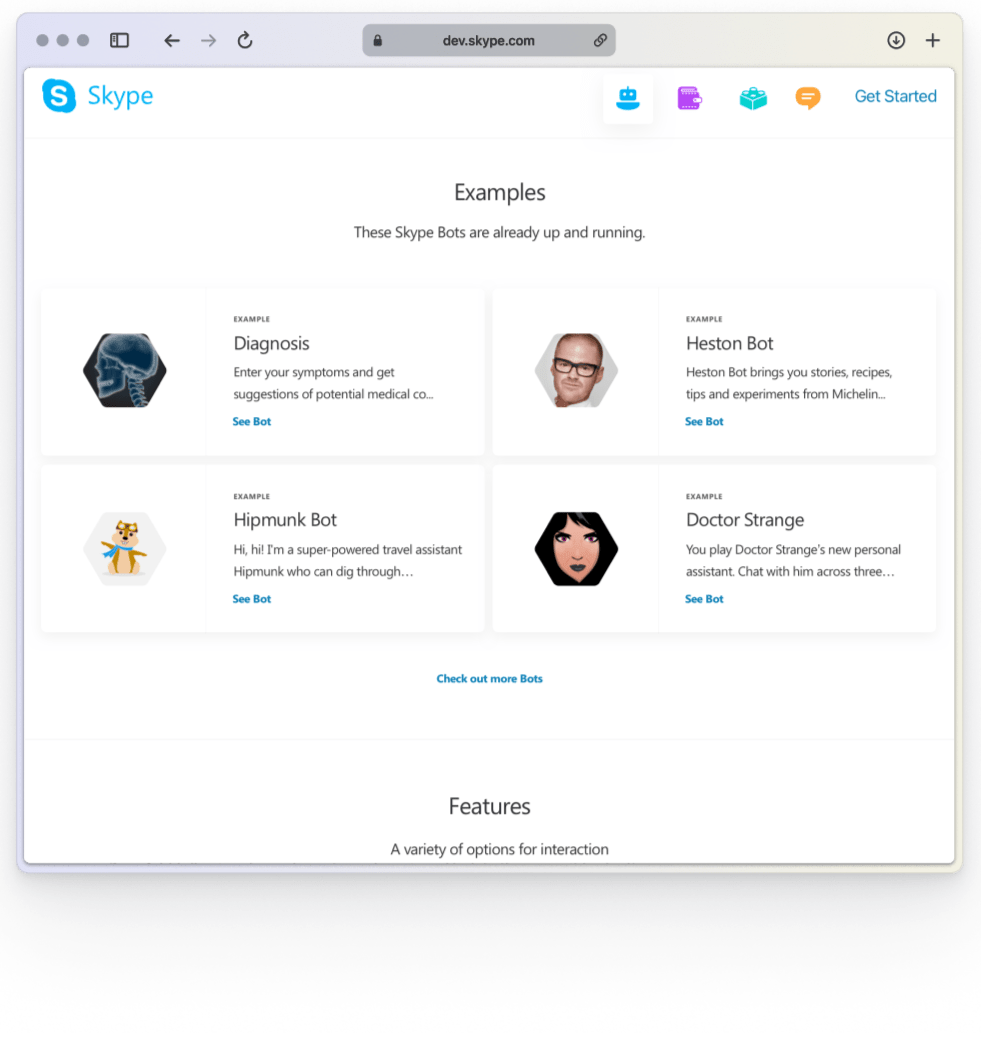 dev.skype.com
Skype
Get Started
Examples
These Skype Bots are already up and running.
EXAMPLE
Diagnosis
Enter your symptoms and get
suggestions of potential medical co...
See Bot
EXAMPLE
Heston Bot
Heston Bot brings you stories, recipes,
tips and experiments from Michelin...
See Bot
EXAMPLE
Hipmunk Bot
Hi, hi! I'm a super-powered travel assistant
Hipmunk who can dig through…
See Bot
EXAMPLE
Doctor Strange
You play Doctor Strange's new personal
assistant. Chat with him across three…
See Bot
Check out more Bots
Features
A variety of options for interaction